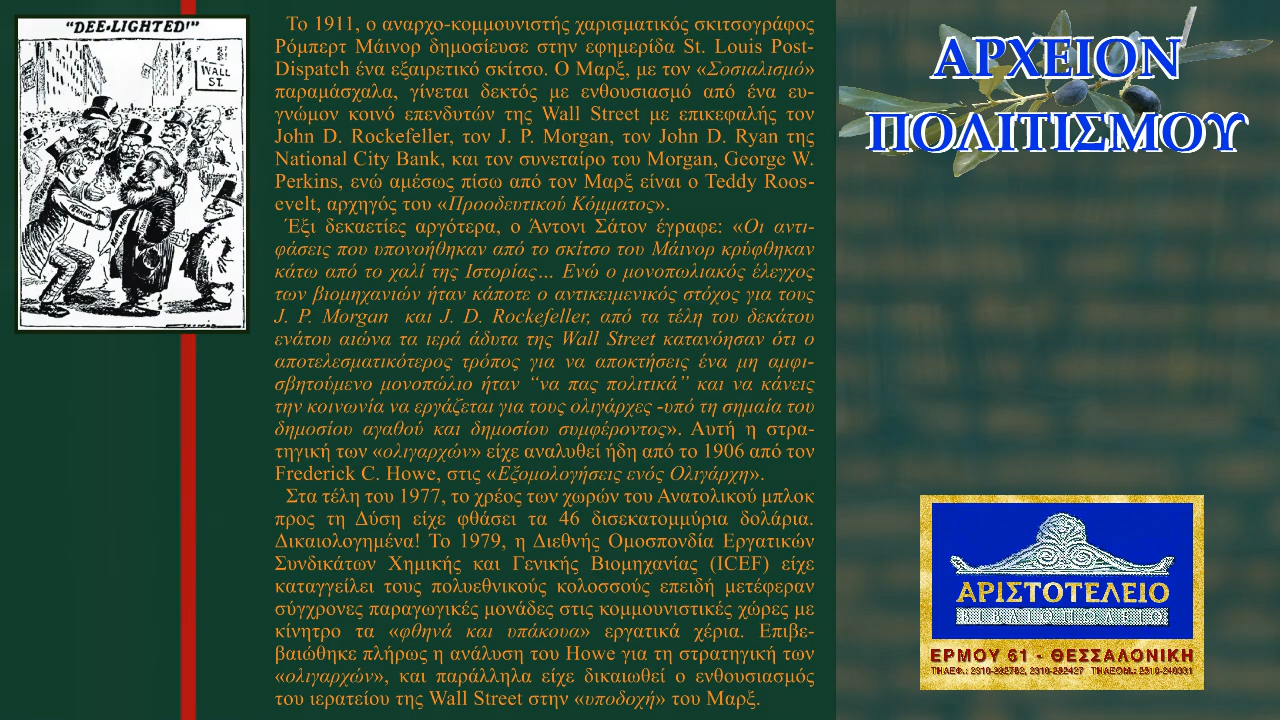 "DEE-LIGHTED!"
WALL
ST.
PERKINS
Το 1911, ο αναρχο-κομμουνιστής χαρισματικός σκιτσογράφος
Ρόμπερτ Μάινορ δημοσίευσε στην εφημερίδα St. Louis Post-
Dispatch ένα εξαιρετικό σκίτσο. Ο Μαρξ, με τον «Σοσιαλισμό»
παραμάσχαλα, γίνεται δεκτός με ενθουσιασμό από ένα ευ-
γνώμον κοινό επενδυτών της Wall Street με επικεφαλής τον
John D. Rockefeller, τον J. P. Morgan, τον John D. Ryan της
National City Bank, και τον συνεταίρο του Morgan, George W.
Perkins, ενώ αμέσως πίσω από τον Μαρξ είναι ο Teddy Roos-
evelt, αρχηγός του «Προοδευτικού Κόμματος».
Έξι δεκαετίες αργότερα, ο Άντονι Σάτον έγραφε: «Οι αντι-
φάσεις που υπονοήθηκαν από το σκίτσο του Μάινορ κρύφθηκαν
κάτω από το χαλί της Ιστορίας... Ενώ ο μονοπωλιακός έλεγχος
των βιομηχανιών ήταν κάποτε ο αντικειμενικός στόχος για τους
J. P. Morgan και J. D. Rockefeller, από τα τέλη του δεκάτου
ενάτου αιώνα τα ιερά άδυτα της Wall Street κατανόησαν ότι ο
αποτελεσματικότερος τρόπος για να αποκτήσεις ένα μη αμφι-
σβητούμενο μονοπώλιο ήταν “να πας πολιτικά” και να κάνεις
την κοινωνία να εργάζεται για τους ολιγάρχες -υπό τη σημαία του
δημοσίου αγαθού και δημοσίου συμφέροντος». Αυτή η στρα-
τηγική των «ολιγαρχών» είχε αναλυθεί ήδη από το 1906 από τον
Frederick C. Howe, στις «Εξομολογήσεις ενός Ολιγάρχη».
Στα τέλη του 1977, το χρέος των χωρών του Ανατολικού μπλοκ
προς τη Δύση είχε φθάσει τα 46 δισεκατομμύρια δολάρια.
Δικαιολογημένα! Το 1979, η Διεθνής Ομοσπονδία Εργατικών
Συνδικάτων Χημικής και Γενικής Βιομηχανίας (ICEF) είχε
καταγγείλει τους πολυεθνικούς κολοσσούς επειδή μετέφεραν
σύγχρονες παραγωγικές μονάδες στις κομμουνιστικές χώρες με
κίνητρο τα «φθηνά και υπάκουα» εργατικά χέρια. Επιβε-
βαιώθηκε πλήρως η ανάλυση του Howe για τη στρατηγική των
«ολιγαρχών», και παράλληλα είχε δικαιωθεί ο ενθουσιασμός
του ιερατείου της Wall Street στην «υποδοχή» του Μαρξ.
ΑΡΧΕΙΟΝ
ΠΟΛΙΤΙΣΜΟΥ
ΑΡΙΣΤΟΤΕΛΕΙΟ
ΕΡΜΟΥ 61 - ΘΕΣΣΑΛΟΝΙΚΗ